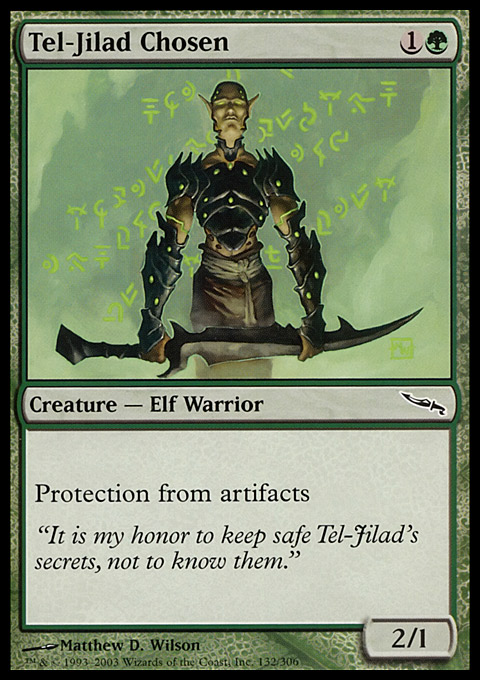 Tel-Jilad Chosen
1
Creature — Elf Warrior
Protection from artifacts
“It is my honor to keep safe Tel-Jilad’s
secrets, not to know them.”
Matthew D. Wilson
™ & © 1993–2003 Wizards of the Coast, Inc. 132/306
2/1